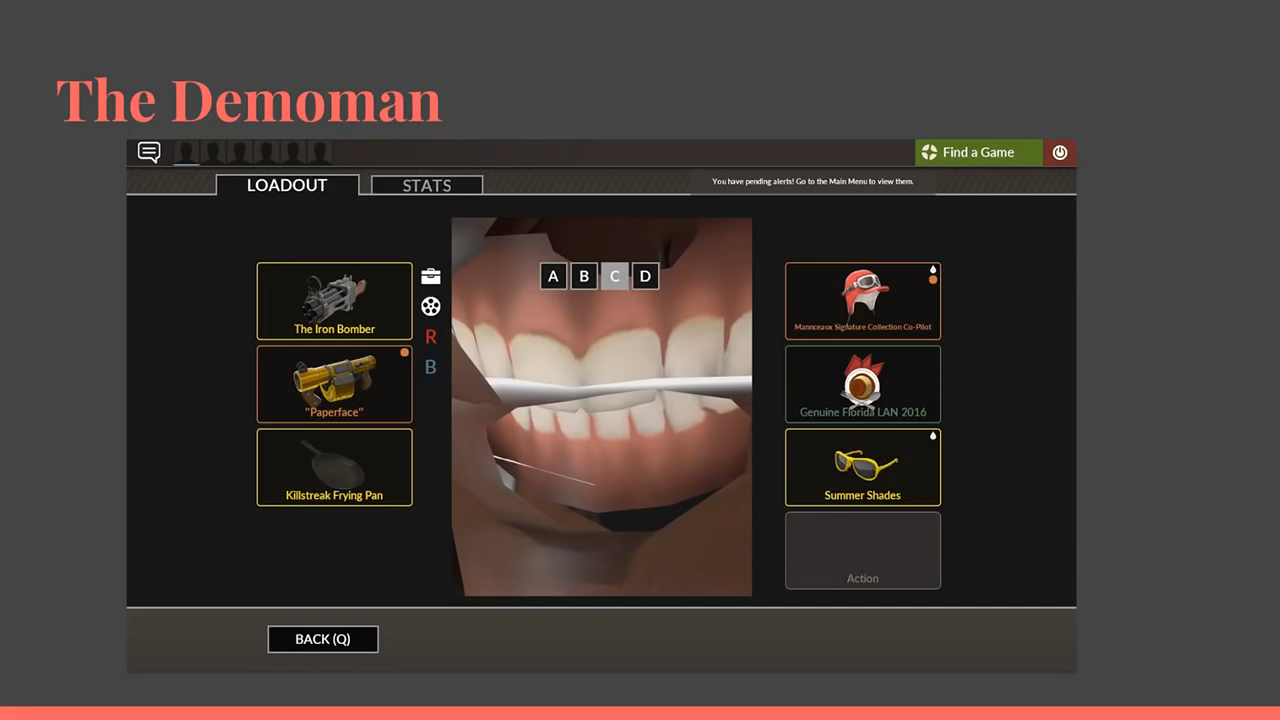 The Demoman
Find a Game
LOADOUT
STATS
You have pending alerts! Go to the Main Menu to view them.
A B C D
The Iron Bomber
R
Mannceaux Signature Collection Co-Pilot
B
"Paperface"
Genuine Florida LAN 2016
Killstreak Frying Pan
Summer Shades
Action
BACK (Q)